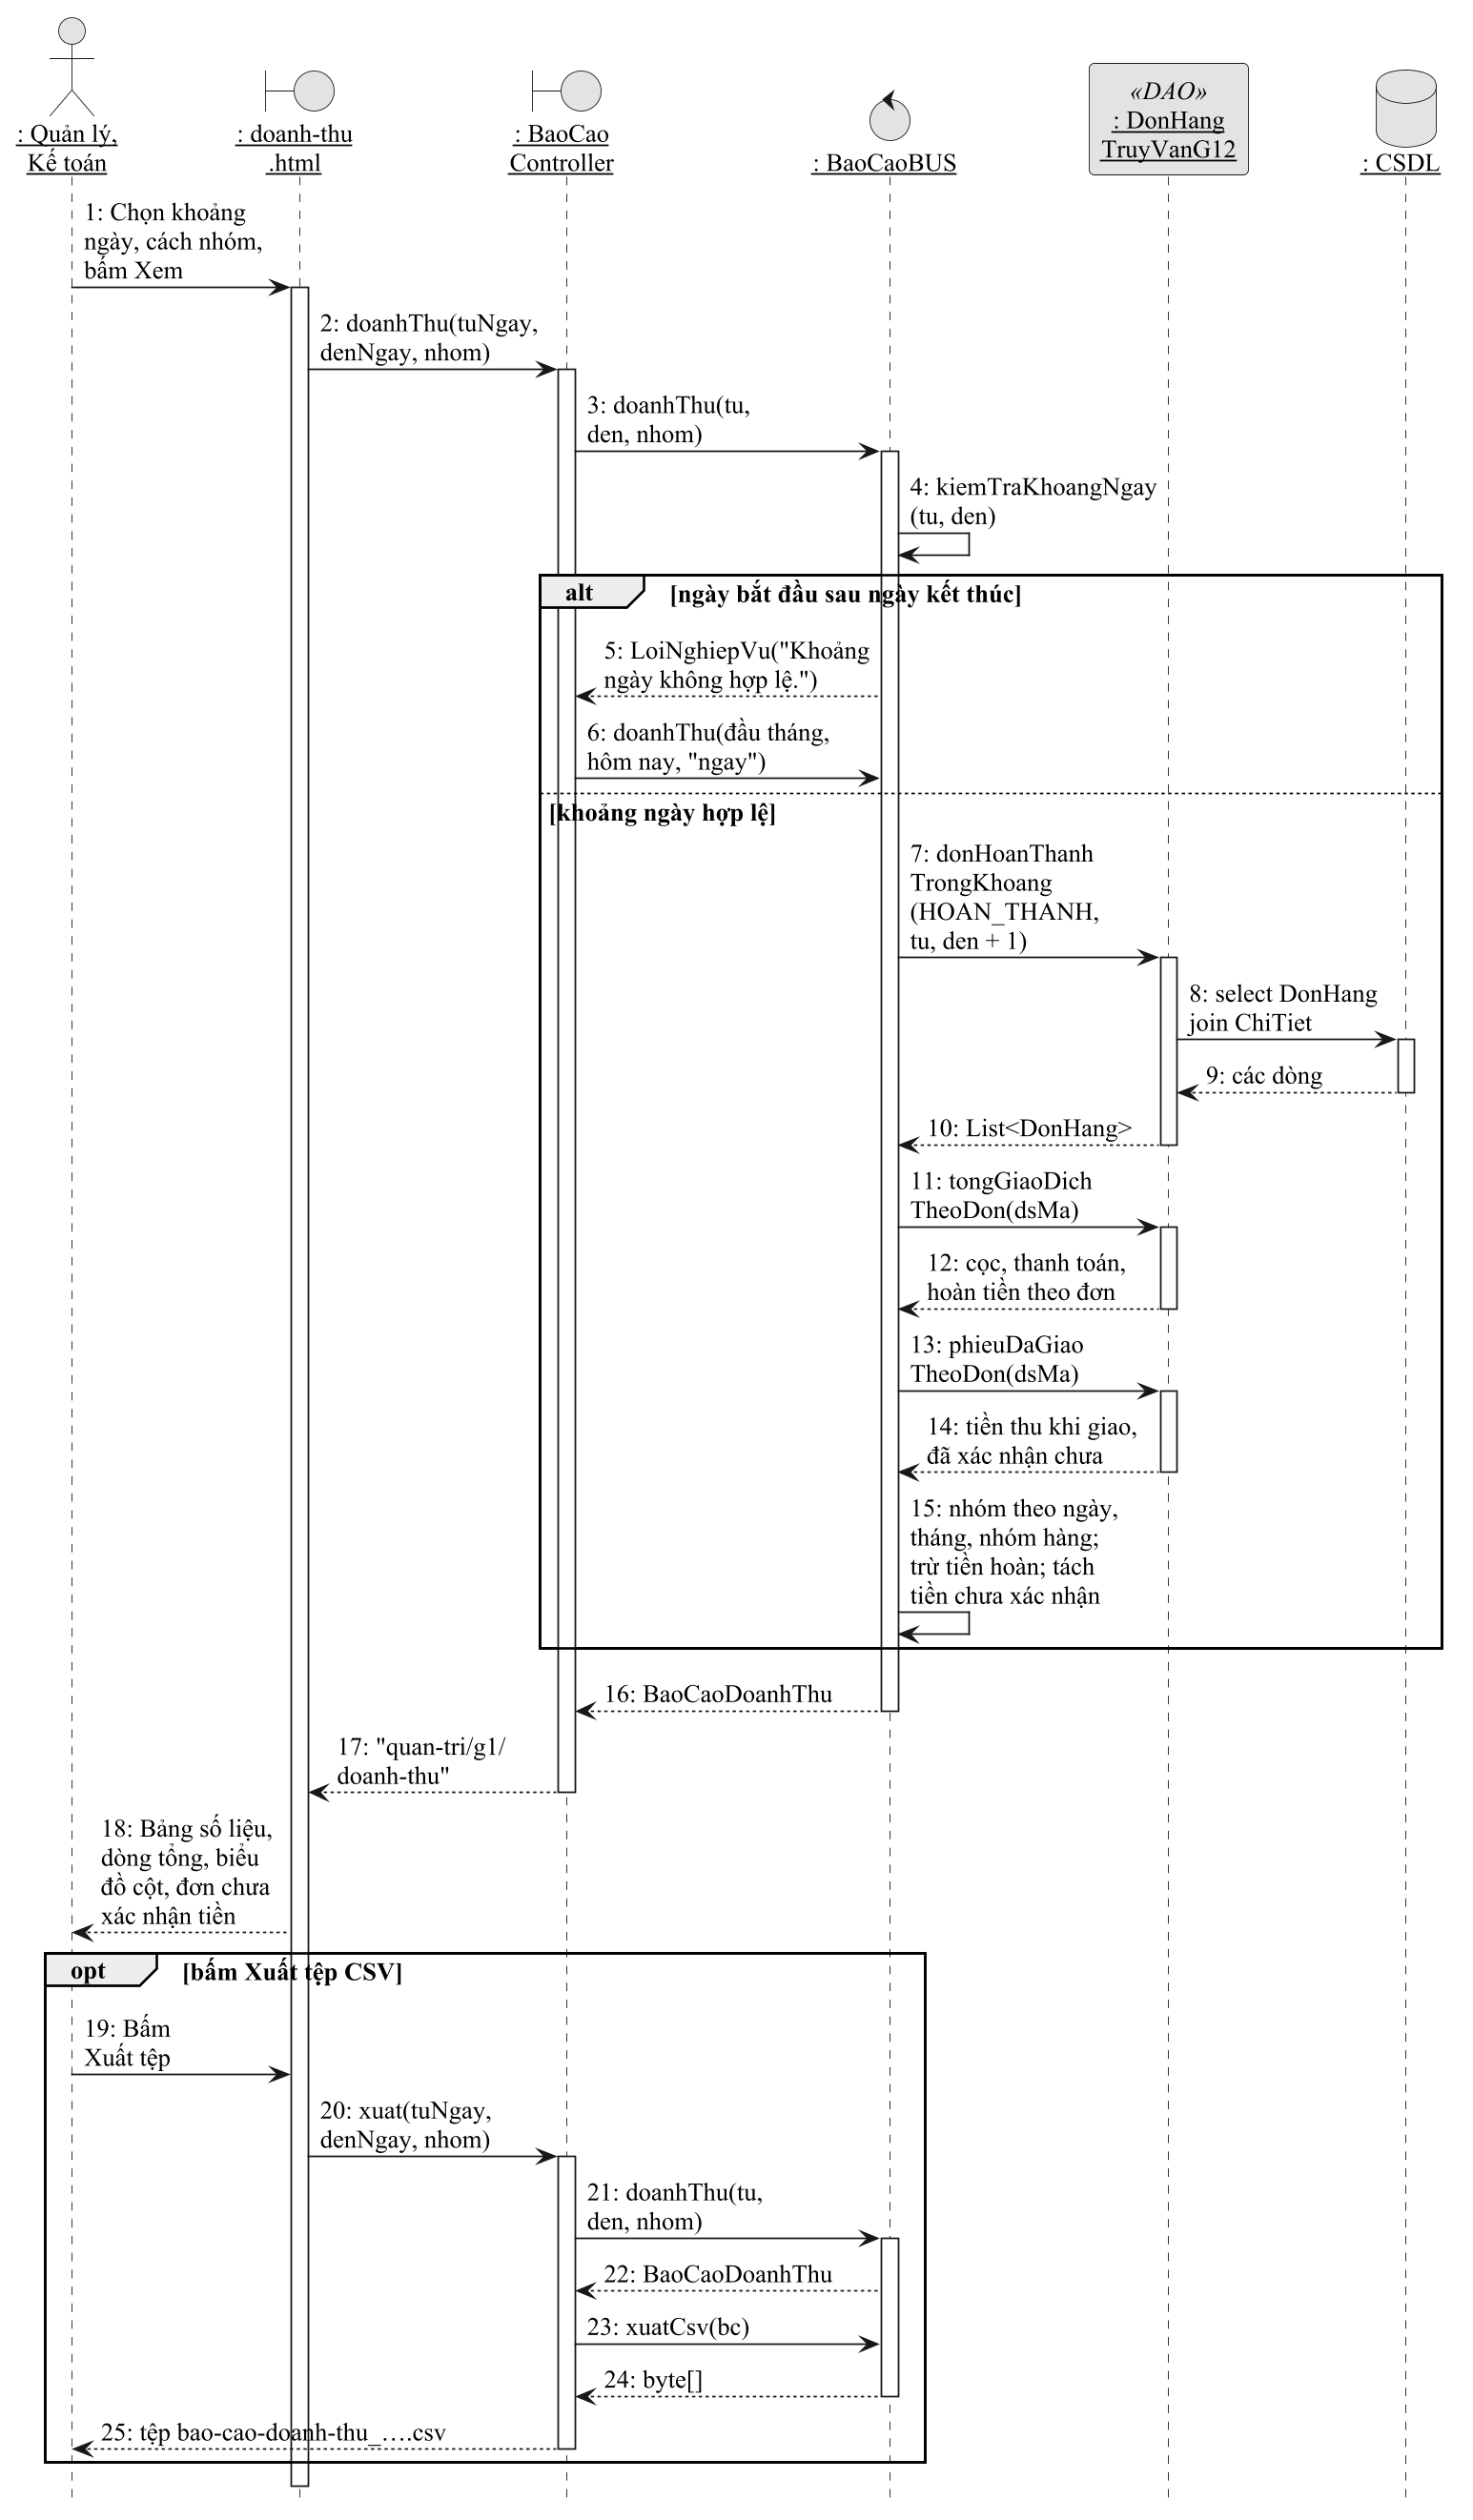 : Quản lý,
Kế toán
: doanh-thu
.html
: BaoCao
Controller
: BaoCaoBUS
«DAO»
: DonHang
TruyVanG12
: CSDL
1: Chọn khoảng
ngày, cách nhóm,
bấm Xem
2: doanhThu(tuNgay,
denNgay, nhom)
3: doanhThu(tu,
den, nhom)
4: kiemTraKhoangNgay
(tu, den)
alt [ngày bắt đầu sau ngày kết thúc]
5: LoiNghiepVu("Khoảng
ngày không hợp lệ.")
6: doanhThu(đầu tháng,
hôm nay, "ngay")
[khoảng ngày hợp lệ]
7: donHoanThanh
TrongKhoang
(HOAN_THANH,
tu, den + 1)
8: select DonHang
join ChiTiet
9: các dòng
10: List<DonHang>
11: tongGiaoDich
TheoDon(dsMa)
12: cọc, thanh toán,
hoàn tiền theo đơn
13: phieuDaGiao
TheoDon(dsMa)
14: tiền thu khi giao,
đã xác nhận chưa
15: nhóm theo ngày,
tháng, nhóm hàng;
trừ tiền hoàn; tách
tiền chưa xác nhận
16: BaoCaoDoanhThu
17: "quan-tri/g1/
doanh-thu"
18: Bảng số liệu,
dòng tổng, biểu
đồ cột, đơn chưa
xác nhận tiền
opt [bấm Xuất tệp CSV]
19: Bấm
Xuất tệp
20: xuat(tuNgay,
denNgay, nhom)
21: doanhThu(tu,
den, nhom)
22: BaoCaoDoanhThu
23: xuatCsv(bc)
24: byte[]
25: tệp bao-cao-doanh-thu_….csv